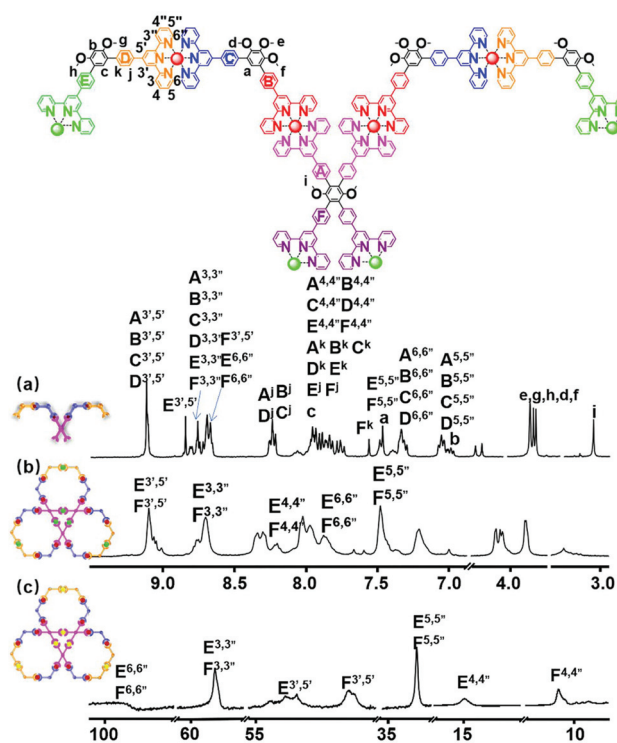 4" 5"
3" 6"
b O- g
O D 5'
h c k j 3' 3 6
E 4 5
N N N
N N N
C
d -O O- e
O O
a f
B
N N N
N N N
A
i
O O
F
N N N N
N N
-O O-
O O
N N N
N N N
A³',⁵'
B³',⁵'
C³',⁵'
D³',⁵'
E³',⁵'
A³,³"
B³,³"
C³,³"
D³,³" F³',⁵'
E³,³" E⁶,⁶"
F³,³" F⁶,⁶"
Aʲ Bʲ
Dʲ Cʲ
A⁴,⁴" B⁴,⁴"
C⁴,⁴" D⁴,⁴"
E⁴,⁴" F⁴,⁴"
Aᵏ Bᵏ Cᵏ
Dᵏ Eᵏ
Eʲ Fʲ
c
Fᵏ
E⁵,⁵"
F⁵,⁵"
a
A⁶,⁶"
B⁶,⁶"
C⁶,⁶"
D⁶,⁶"
A⁵,⁵"
B⁵,⁵"
C⁵,⁵"
D⁵,⁵"
b
e,g,h,d,f
i
(a)
(b)
E³',⁵'
F³',⁵'
E³,³"
F³,³"
E⁴,⁴"
F⁴,⁴"
E⁶,⁶"
F⁶,⁶"
E⁵,⁵"
F⁵,⁵"
9.0 8.5 8.0 7.5 7.0 4.0 3.0
(c)
E⁶,⁶"
F⁶,⁶"
E³,³"
F³,³"
E³',⁵'
F³',⁵'
E⁵,⁵"
F⁵,⁵"
E⁴,⁴"
F⁴,⁴"
100 60 55 35 15 10